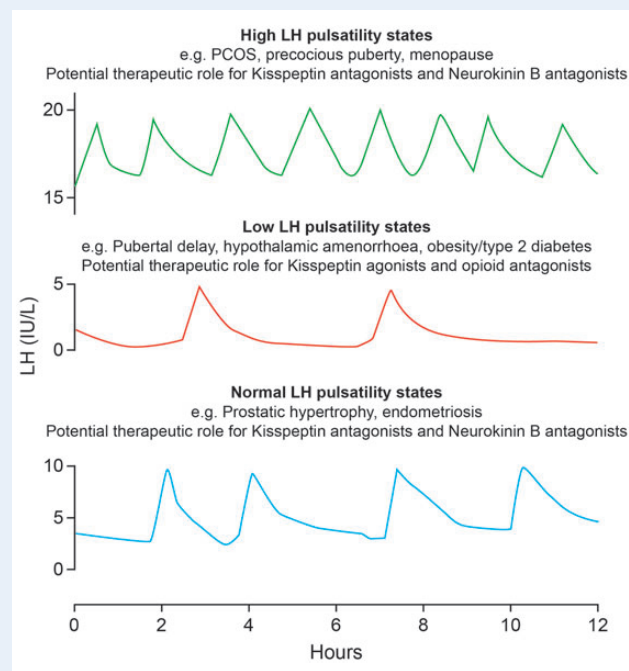 High LH pulsatility states
e.g. PCOS, precocious puberty, menopause
Potential therapeutic role for Kisspeptin antagonists and Neurokinin B antagonists
20
15
Low LH pulsatility states
e.g. Pubertal delay, hypothalamic amenorrhoea, obesity/type 2 diabetes
Potential therapeutic role for Kisspeptin agonists and opioid antagonists
5
0
LH (IU/L)
Normal LH pulsatility states
e.g. Prostatic hypertrophy, endometriosis
Potential therapeutic role for Kisspeptin antagonists and Neurokinin B antagonists
10
5
0
0 2 4 6 8 10 12
Hours